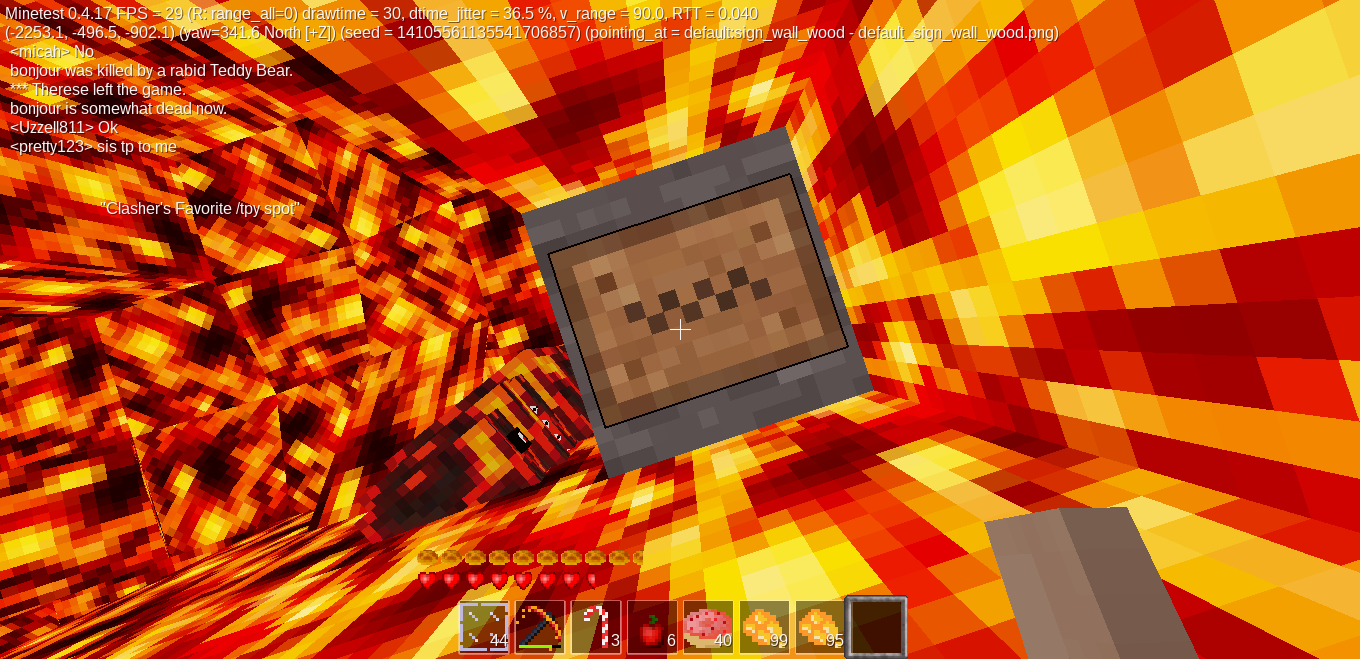 Minetest 0.4.17 FPS = 29 (R: range_all=0) drawtime = 30, dtime_jitter = 36.5 %, v_range = 90.0, RTT = 0.040
(-2253.1, -496.5, -902.1) (yaw=341.6 North [+Z]) (seed = 14105561135541706857) (pointing_at = default:sign_wall_wood - default_sign_wall_wood.png)
<micah> No
bonjour was killed by a rabid Teddy Bear.
*** Therese left the game.
bonjour is somewhat dead now.
<Uzzell811> Ok
<pretty123> sis tp to me
"Clasher's Favorite /tpy spot"
44 3 6 40 99 95